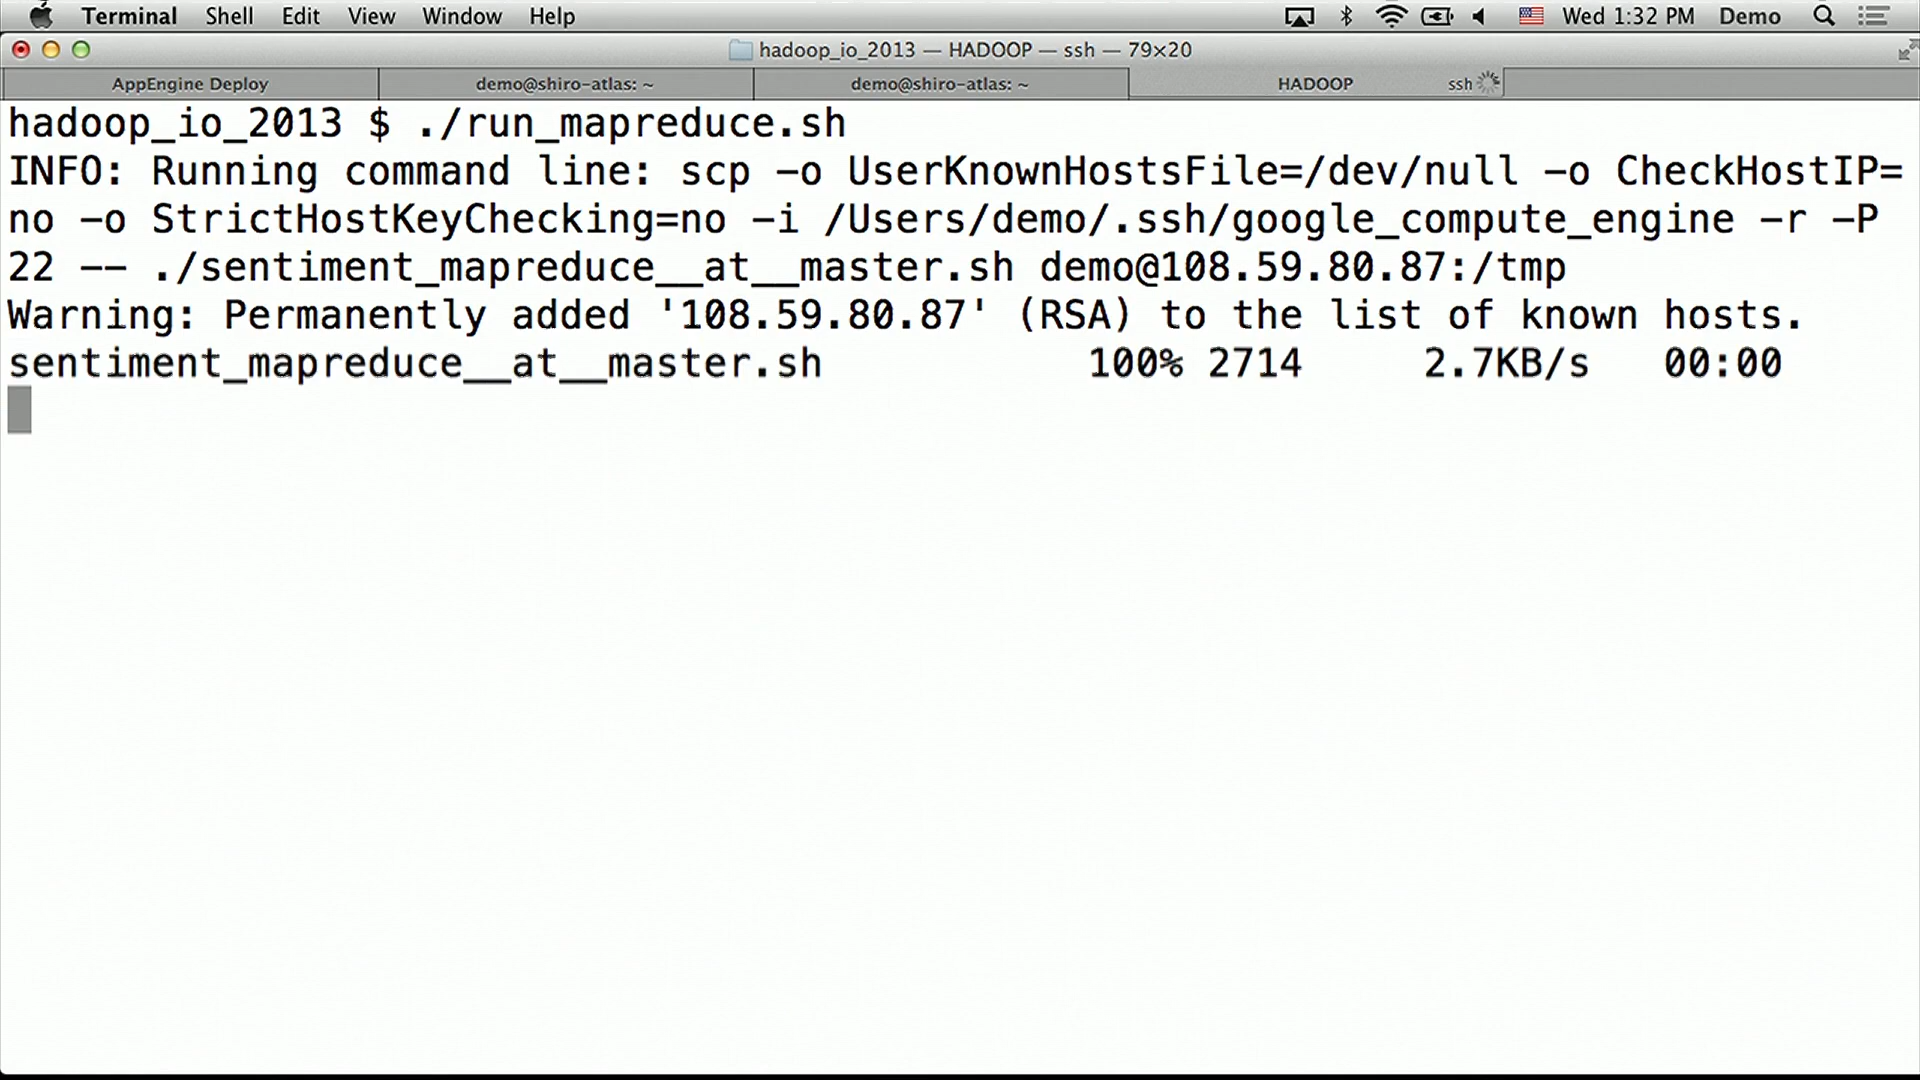 Terminal Shell Edit View Window Help Wed 1:32 PM Demo
hadoop_io_2013 — HADOOP — ssh — 79×20
AppEngine Deploy demo@shiro-atlas: ~ demo@shiro-atlas: ~ HADOOP ssh
hadoop_io_2013 $ ./run_mapreduce.sh
INFO: Running command line: scp -o UserKnownHostsFile=/dev/null -o CheckHostIP=
no -o StrictHostKeyChecking=no -i /Users/demo/.ssh/google_compute_engine -r -P
22 -- ./sentiment_mapreduce__at__master.sh demo@108.59.80.87:/tmp
Warning: Permanently added '108.59.80.87' (RSA) to the list of known hosts.
sentiment_mapreduce__at__master.sh 100% 2714 2.7KB/s 00:00